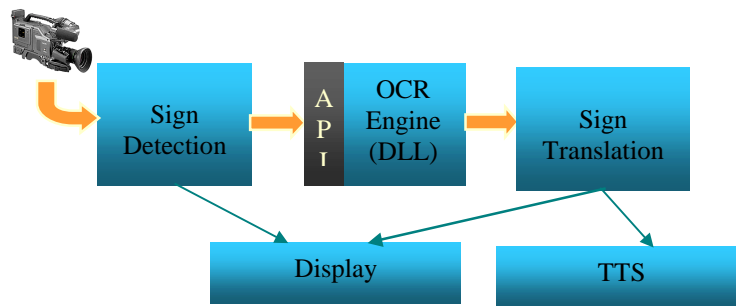 Sign
Detection
A
P
I
OCR
Engine
(DLL)
Sign
Translation
Display
TTS